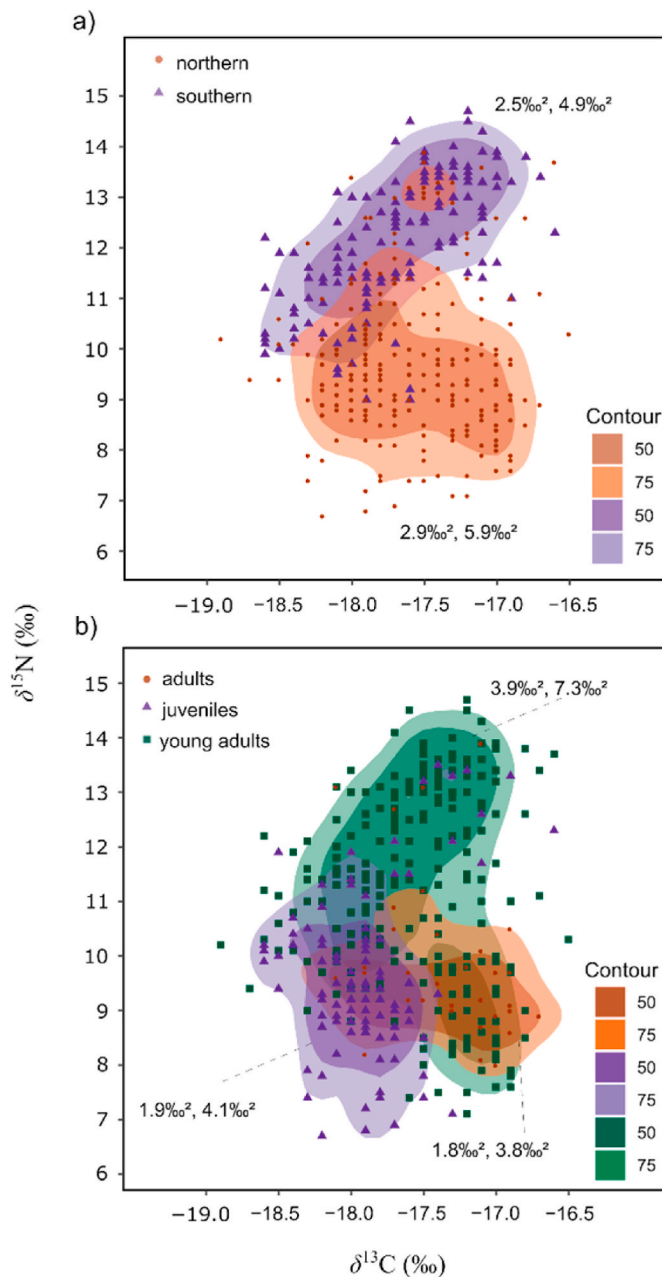 a)
northern
southern
2.5‰², 4.9‰²
15
14
13
12
11
10
9
8
7
6
2.9‰², 5.9‰²
Contour
50
75
50
75
−19.0 −18.5 −18.0 −17.5 −17.0 −16.5
δ¹⁵N (‰)
b)
adults
juveniles
young adults
3.9‰², 7.3‰²
15
14
13
12
11
10
9
8
7
6
1.9‰², 4.1‰²
1.8‰², 3.8‰²
Contour
50
75
50
75
50
75
−19.0 −18.5 −18.0 −17.5 −17.0 −16.5
δ¹³C (‰)